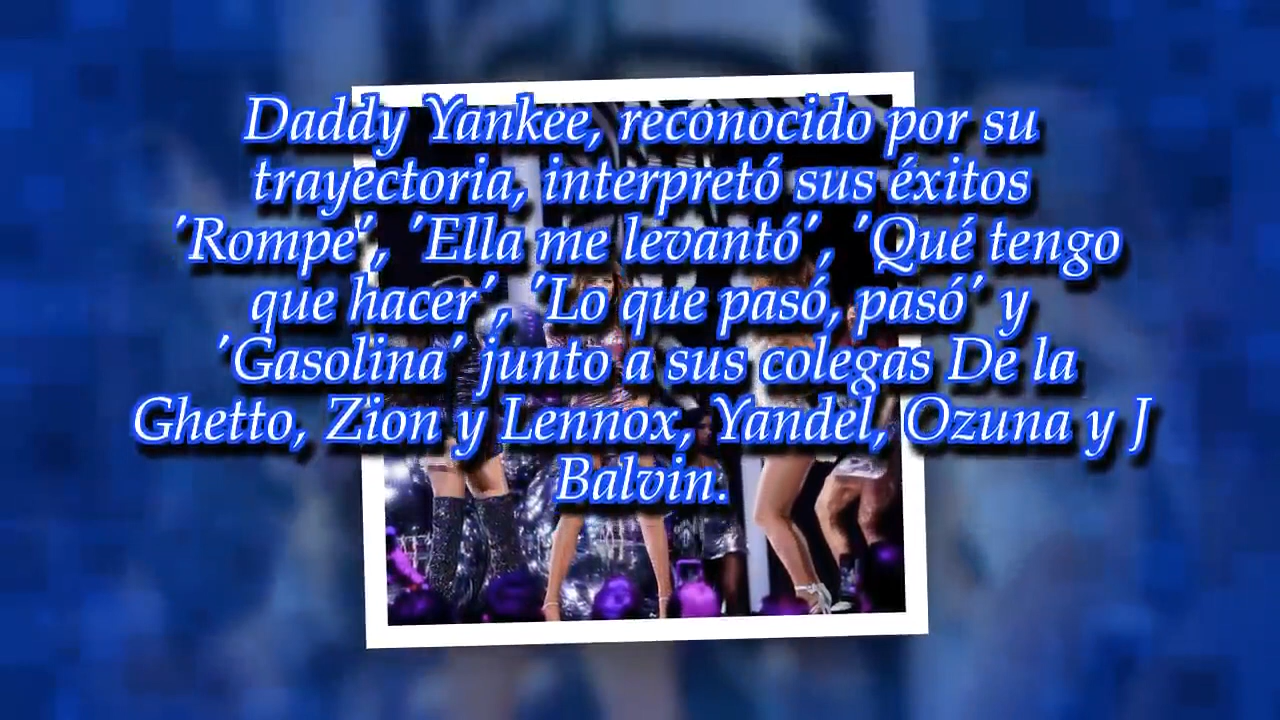 Daddy Yankee, reconocido por su
trayectoria, interpretó sus éxitos
'Rompe', 'Ella me levantó', 'Qué tengo
que hacer', 'Lo que pasó, pasó' y
'Gasolina' junto a sus colegas De la
Ghetto, Zion y Lennox, Yandel, Ozuna y J
Balvin.